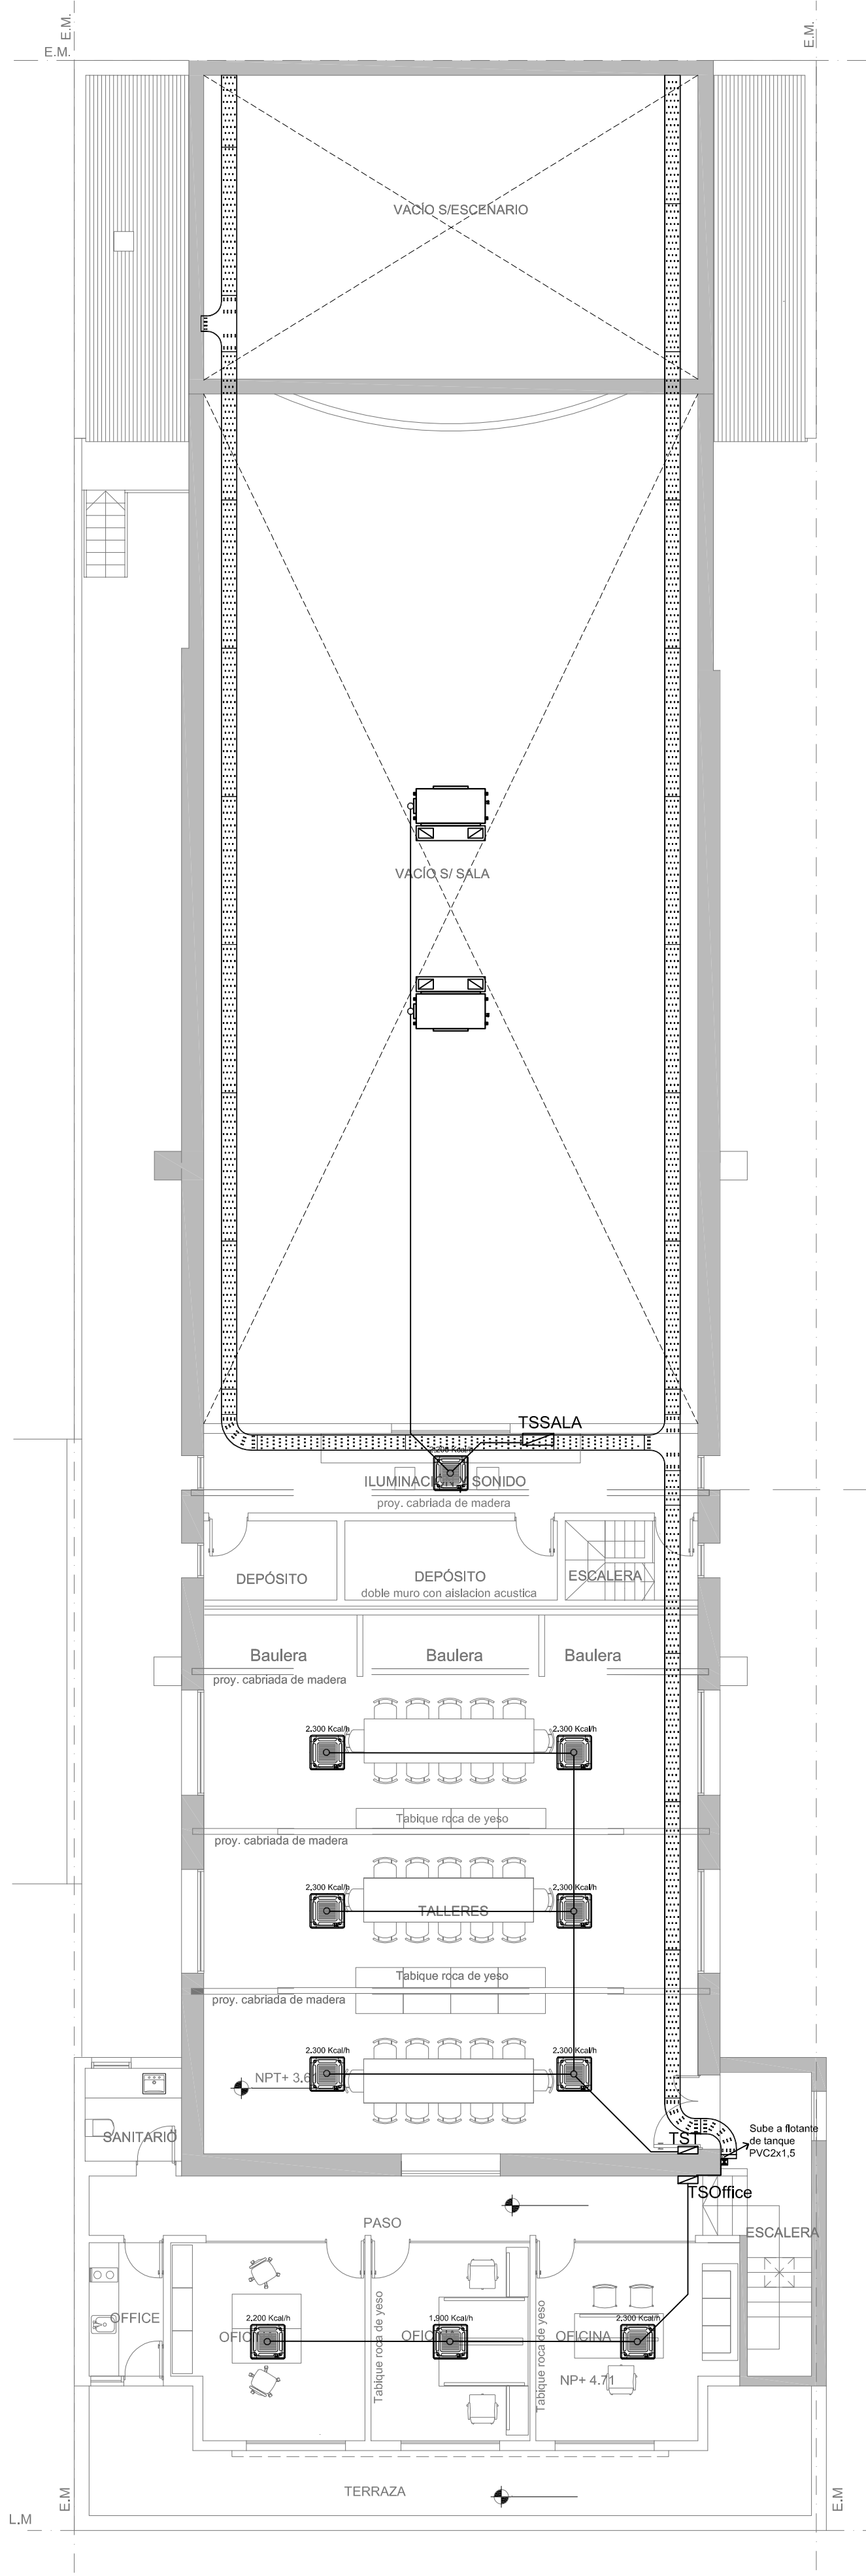 E.M.
E.M.
E.M.
VACÍO S/ESCENARIO
VACÍO S/ SALA
TSSALA
Kcal/h
ILUMINACION Y SONIDO
proy. cabriada de madera
DEPÓSITO
DEPÓSITO
doble muro con aislacion acustica
ESCALERA
Baulera
Baulera
Baulera
proy. cabriada de madera
2.300 Kcal/h
2.300 Kcal/h
Tabique roca de yeso
proy. cabriada de madera
2.300 Kcal/h
2.300 Kcal/h
TALLERES
Tabique roca de yeso
proy. cabriada de madera
2.300 Kcal/h
2.300 Kcal/h
NPT+ 3.6
SANITARIO
TST
Sube a flotante
de tanque
PVC2x1,5
TSOffice
PASO
ESCALERA
OFFICE
2.200 Kcal/h
1.900 Kcal/h
2.300 Kcal/h
OFIC
OFIC
OFICINA
Tabique roca de yeso
Tabique roca de yeso
NP+ 4.71
TERRAZA
L.M
E.M
E.M